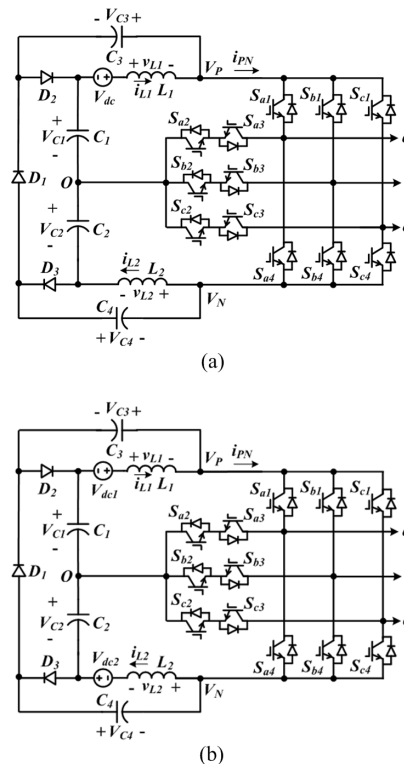 - V_C3 +
C_3
+ v_L1 -
V_P
i_PN
D_2
V_dc
i_L1
L_1
S_a1
S_b1
S_c1
+
V_C1
-
C_1
S_a2
S_a3
O
D_1
S_b2
S_b3
+
V_C2
-
C_2
S_c2
S_c3
D_3
i_L2
L_2
S_a4
S_b4
S_c4
- v_L2 +
V_N
C_4
+ V_C4 -
(a)
- V_C3 +
C_3
+ v_L1 -
V_P
i_PN
D_2
V_dc1
i_L1
L_1
S_a1
S_b1
S_c1
+
V_C1
-
C_1
S_a2
S_a3
O
D_1
S_b2
S_b3
+
V_C2
-
C_2
S_c2
S_c3
D_3
V_dc2
i_L2
L_2
S_a4
S_b4
S_c4
- v_L2 +
V_N
C_4
+ V_C4 -
(b)